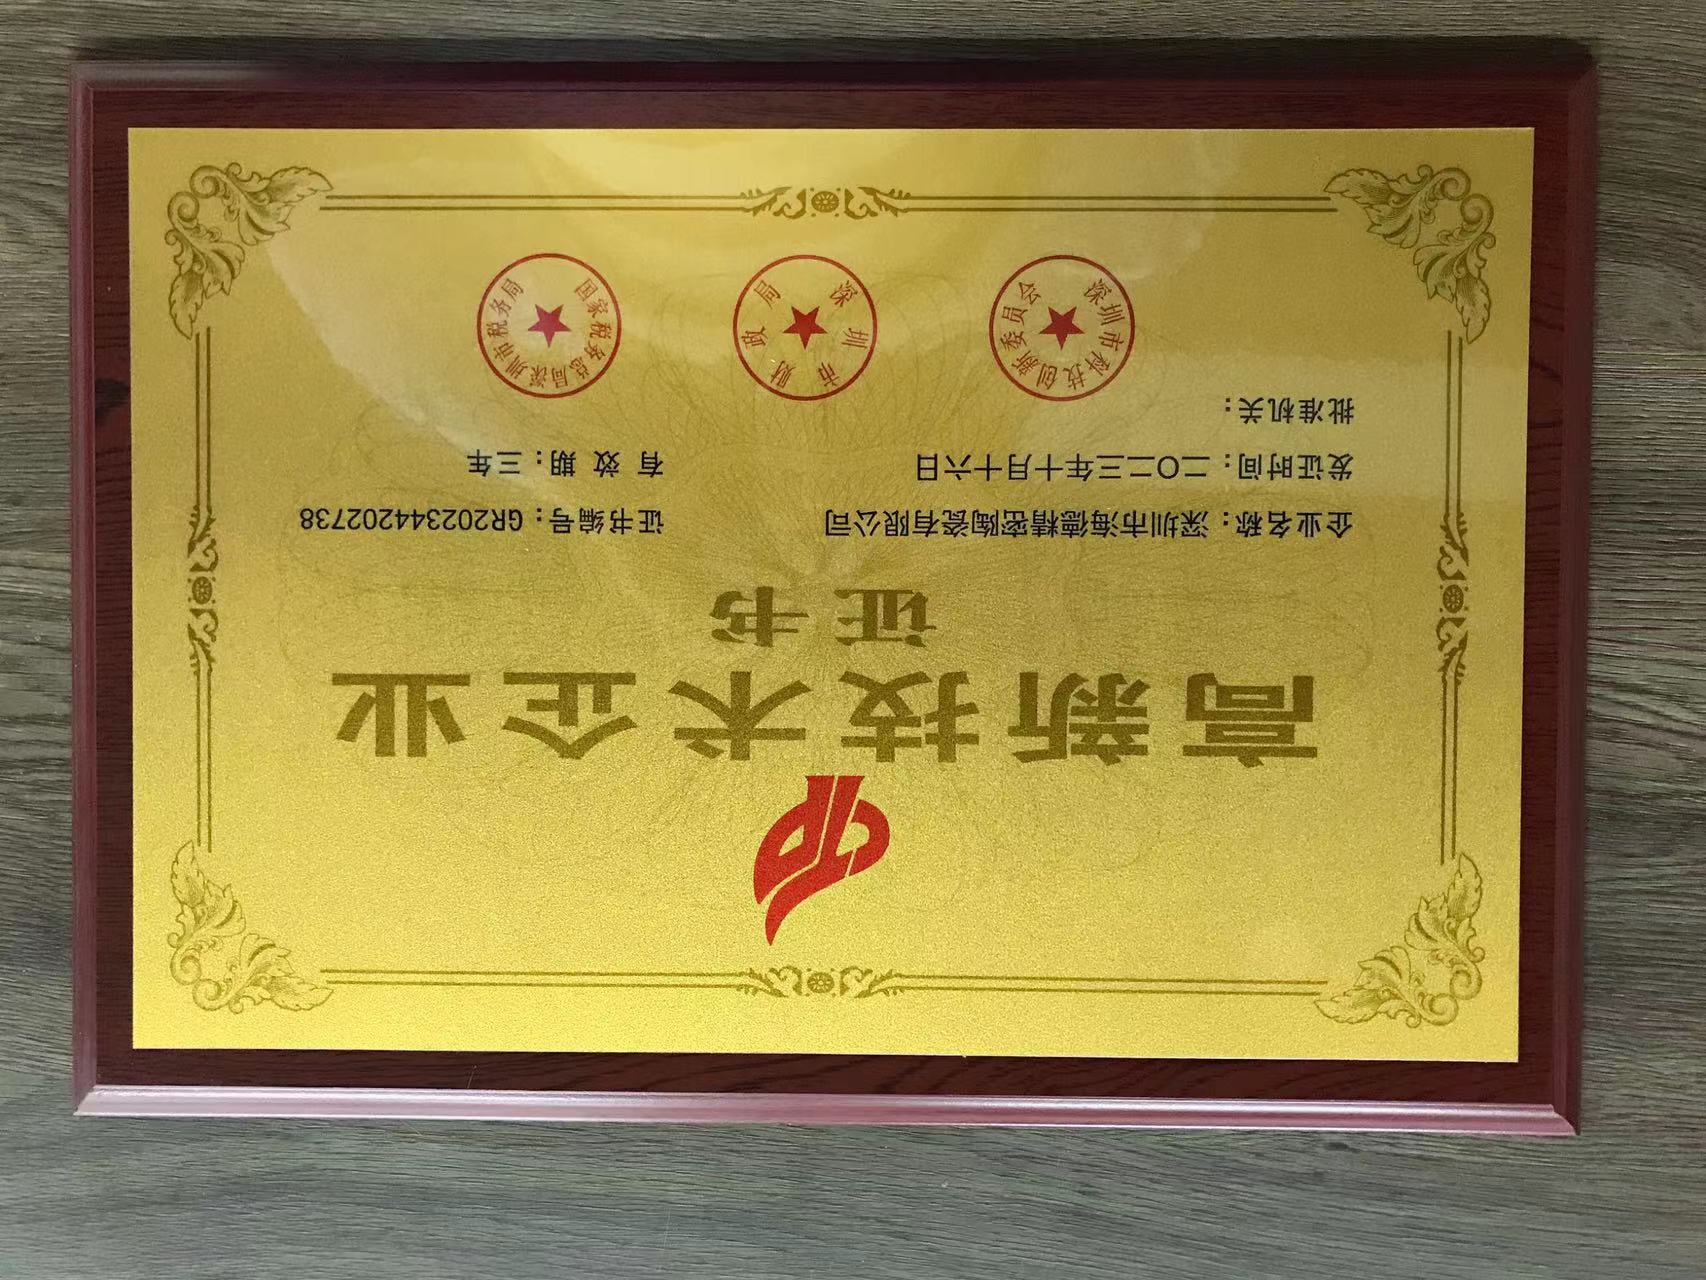 高新技术企业
证书
企业名称：深圳市海德精密陶瓷有限公司 证书编号：GR202344202738
发证时间：二〇二三年十月十六日 有 效 期：三年
批准机关：
深圳市科技创新委员会
深圳市财政局
国家税务总局深圳市税务局